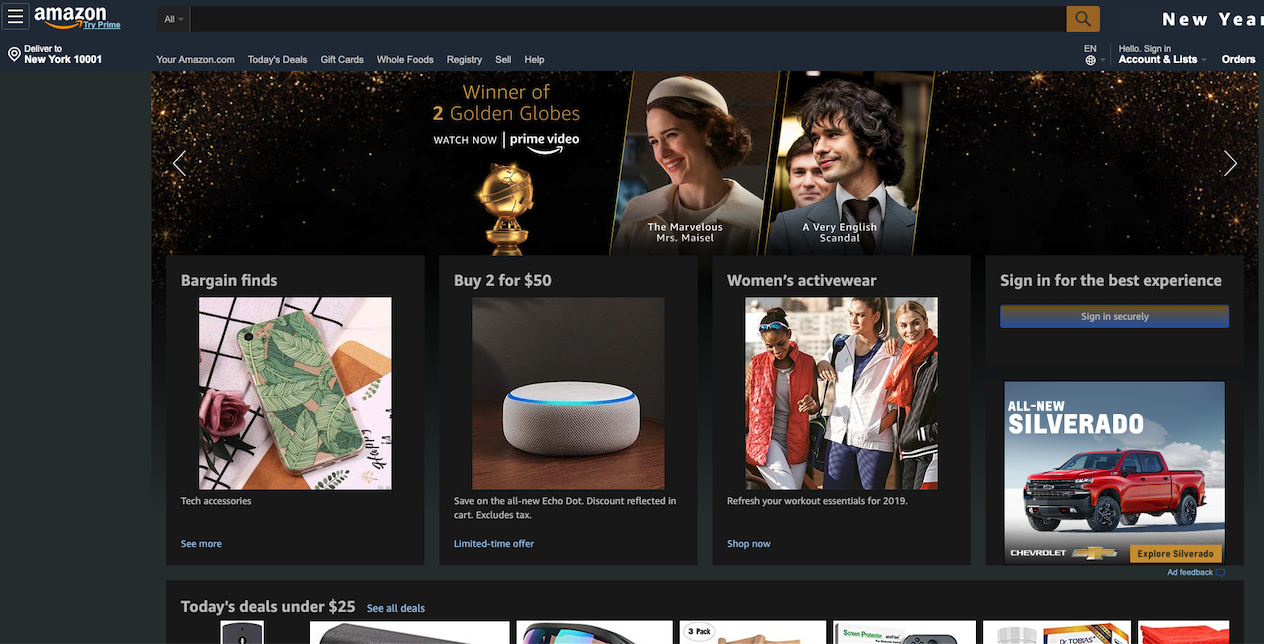 amazon
Try Prime
All
New Year
Deliver to
New York 10001
Your Amazon.com Today's Deals Gift Cards Whole Foods Registry Sell Help
EN
Hello. Sign in
Account & Lists
Orders
Winner of
2 Golden Globes
WATCH NOW | prime video
The Marvelous
Mrs. Maisel
A Very English
Scandal
Bargain finds
Tech accessories
See more
Buy 2 for $50
Save on the all-new Echo Dot. Discount reflected in
cart. Excludes tax.
Limited-time offer
Women's activewear
Refresh your workout essentials for 2019.
Shop now
Sign in for the best experience
Sign in securely
ALL-NEW
SILVERADO
CHEVROLET
Explore Silverado
Ad feedback
Today's deals under $25 See all deals
3 Pack
Screen Protector
Dr. TOBIAS